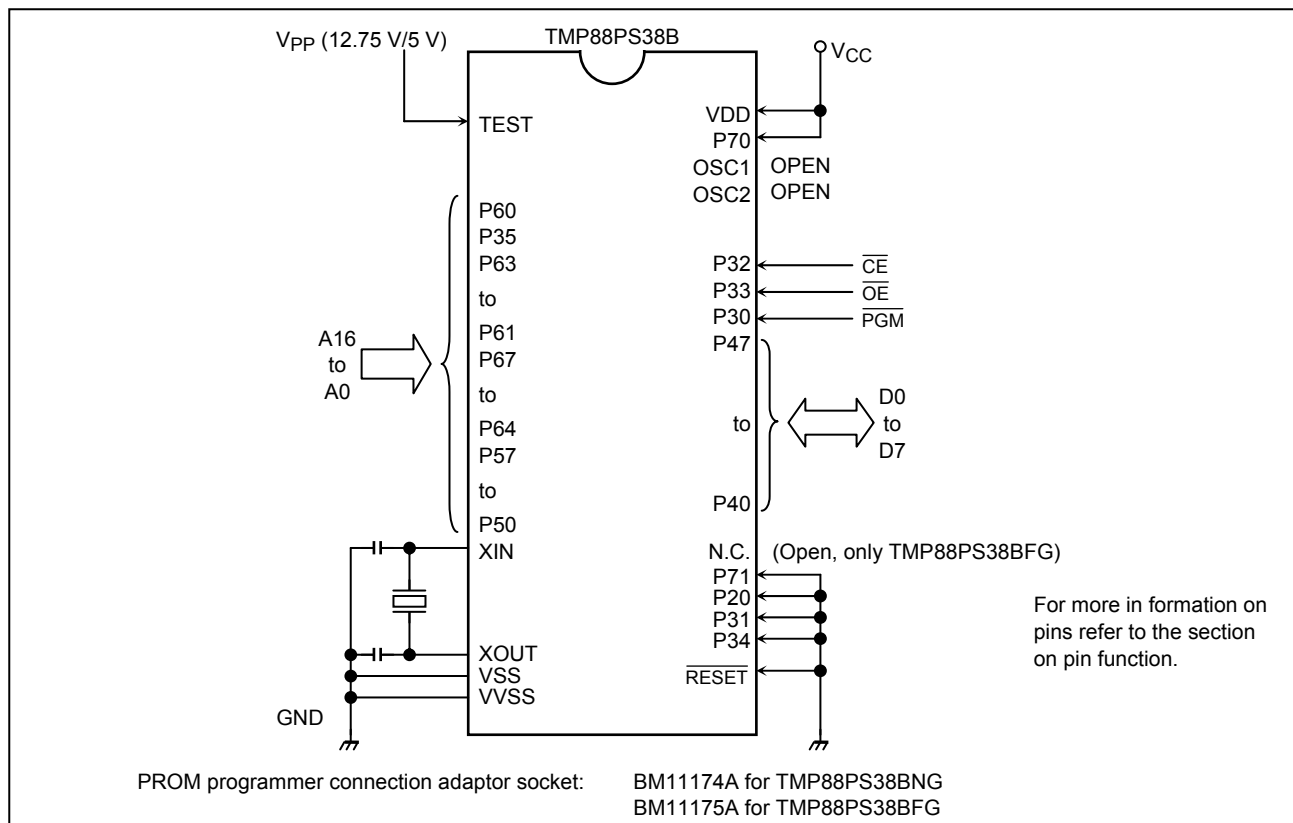 VPP (12.75 V/5 V)
TMP88PS38B
VCC
TEST
VDD
P70
OSC1 OPEN
OSC2 OPEN
P60
P35
P63
to
P61
P67
to
P64
P57
to
P50
A16
to
A0
P32 CE
P33 OE
P30 PGM
P47
to
P40
D0
to
D7
XIN
XOUT
VSS
VVSS
GND
N.C. (Open, only TMP88PS38BFG)
P71
P20
P31
P34
RESET
For more in formation on
pins refer to the section
on pin function.
PROM programmer connection adaptor socket: BM11174A for TMP88PS38BNG
BM11175A for TMP88PS38BFG